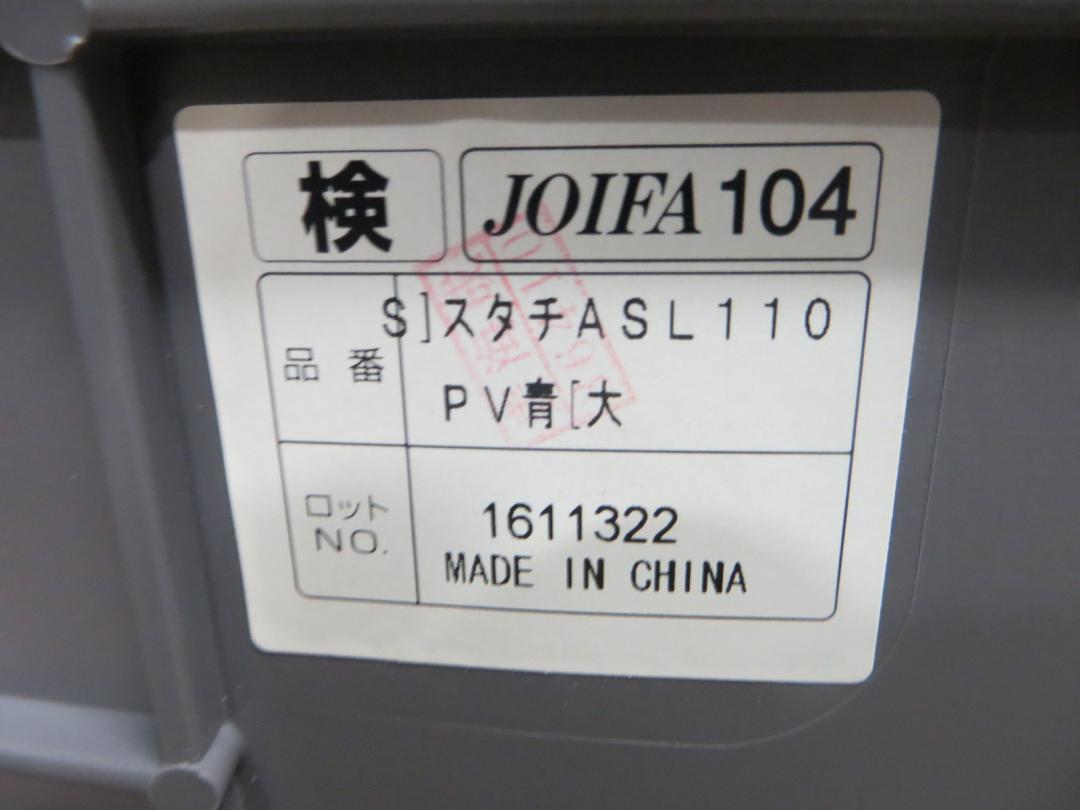 検
JOIFA 104
品番
S]スタチASL110
PV青[大
ロット
NO.
1611322
MADE IN CHINA